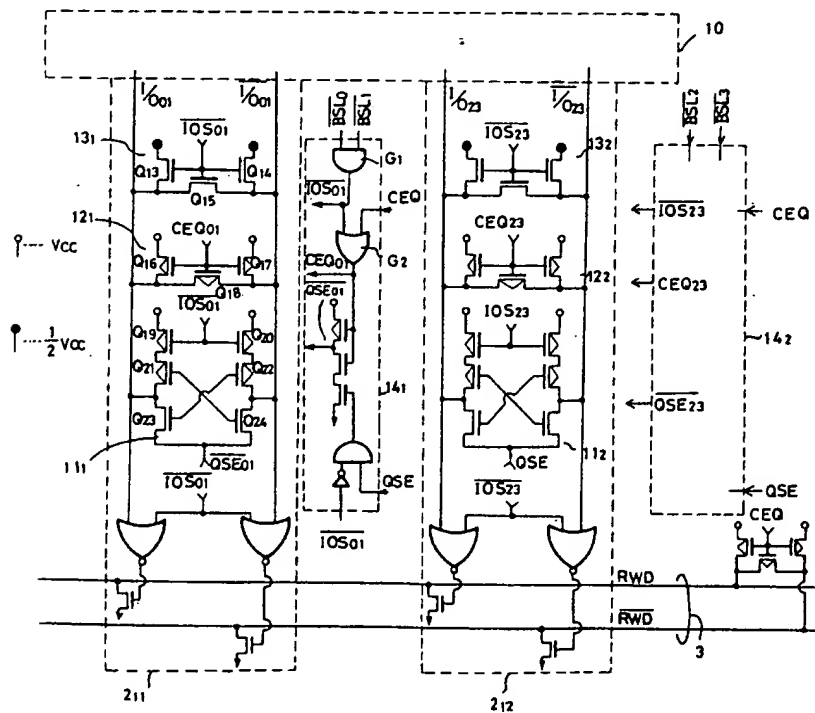 10
I/O01 I/O01 I/O23 I/O23
BSL0 BSL1
BSL2 BSL3
131 IOS01 G1 IOS23 132
Q13 Q14
Q15
IOS01 CEQ IOS23 CEQ
121 CEQ01 G2 CEQ23
VCC Q16 Q17 CEQ01 122 CEQ23
Q18 QSE01
IOS01 IOS23
1/2 VCC Q19 Q20 142
Q21 Q22
141 QSE23
Q23 Q24
111 QSE01 QSE 112
QSE QSE
IOS01 IOS23
IOS01 CEQ
RWD
RWD
3
211 212